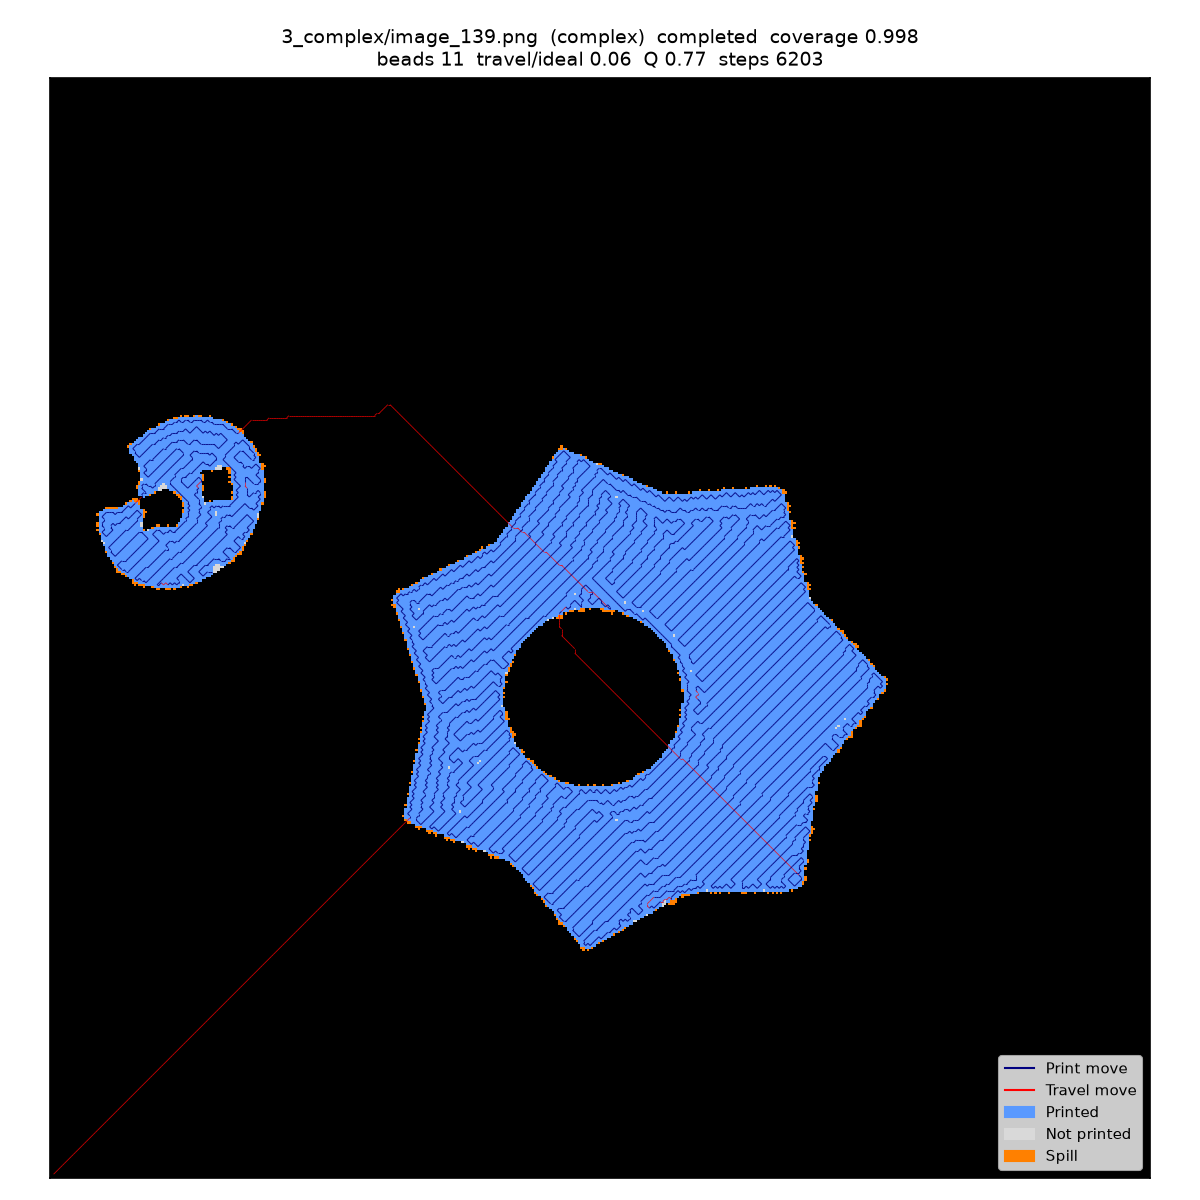 3_complex/image_139.png  (complex)  completed  coverage 0.998
beads 11  travel/ideal 0.06  Q 0.77  steps 6203
Print move
Travel move
Printed
Not printed
Spill